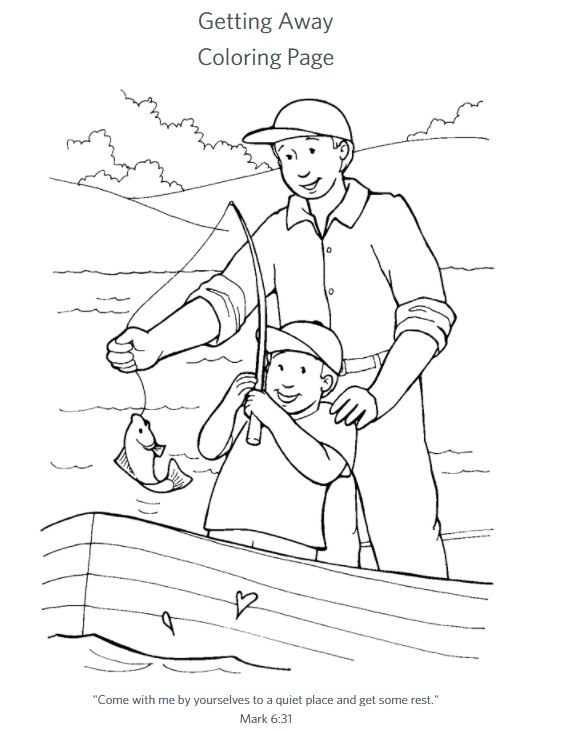 Getting Away
Coloring Page
"Come with me by yourselves to a quiet place and get some rest."
Mark 6:31